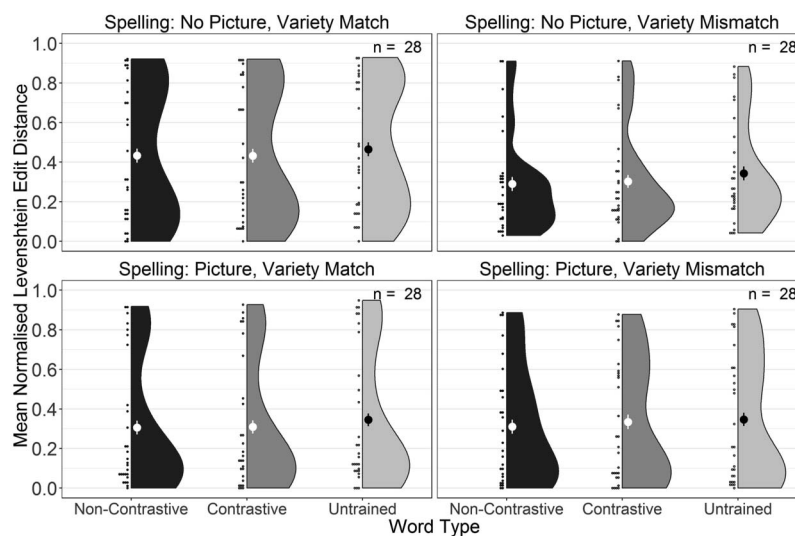 Spelling: No Picture, Variety Match
Spelling: No Picture, Variety Mismatch
1.0
0.8
0.6
0.4
0.2
0.0
n = 28
n = 28
Spelling: Picture, Variety Match
Spelling: Picture, Variety Mismatch
1.0
0.8
0.6
0.4
0.2
0.0
n = 28
n = 28
Mean Normalised Levenshtein Edit Distance
Non-Contrastive Contrastive Untrained
Non-Contrastive Contrastive Untrained
Word Type